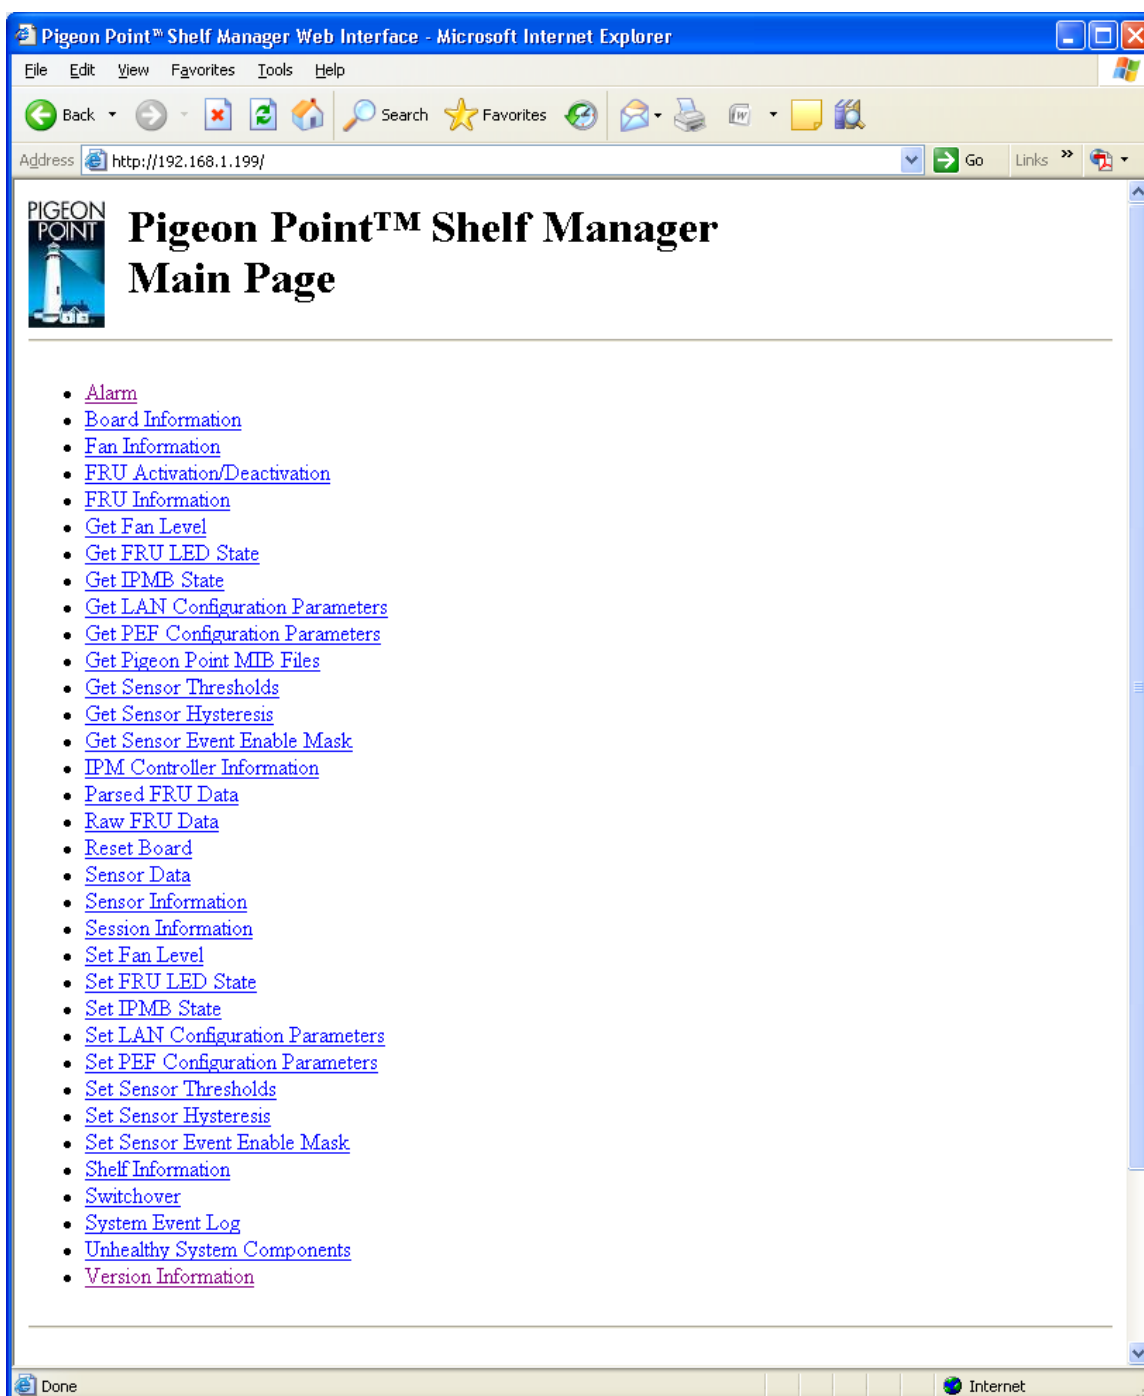 Pigeon Point™ Shelf Manager Web Interface - Microsoft Internet Explorer
File Edit View Favorites Tools Help
Back Search Favorites
Address http://192.168.1.199/ Go Links »
PIGEON
POINT
Pigeon Point™ Shelf Manager
Main Page
Alarm
Board Information
Fan Information
FRU Activation/Deactivation
FRU Information
Get Fan Level
Get FRU LED State
Get IPMB State
Get LAN Configuration Parameters
Get PEF Configuration Parameters
Get Pigeon Point MIB Files
Get Sensor Thresholds
Get Sensor Hysteresis
Get Sensor Event Enable Mask
IPM Controller Information
Parsed FRU Data
Raw FRU Data
Reset Board
Sensor Data
Sensor Information
Session Information
Set Fan Level
Set FRU LED State
Set IPMB State
Set LAN Configuration Parameters
Set PEF Configuration Parameters
Set Sensor Thresholds
Set Sensor Hysteresis
Set Sensor Event Enable Mask
Shelf Information
Switchover
System Event Log
Unhealthy System Components
Version Information
Done Internet